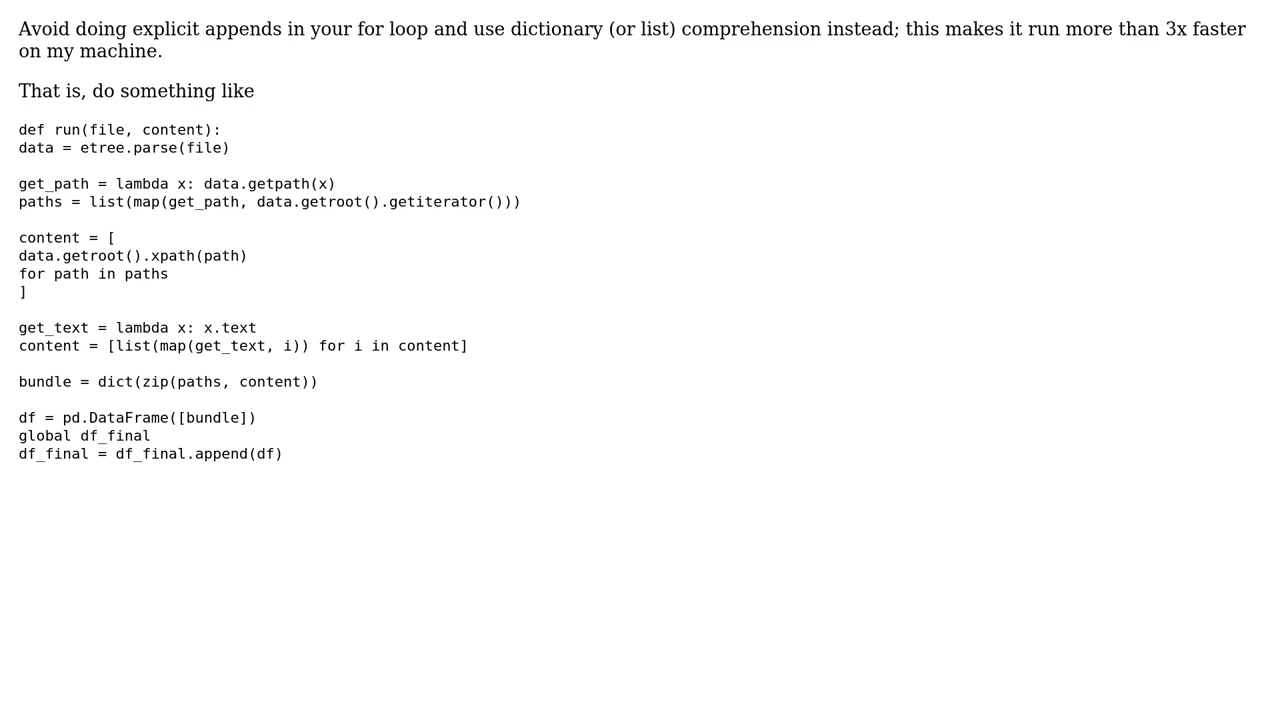 Avoid doing explicit appends in your for loop and use dictionary (or list) comprehension instead; this makes it run more than 3x faster
on my machine.
That is, do something like
def run(file, content):
data = etree.parse(file)
get_path = lambda x: data.getpath(x)
paths = list(map(get_path, data.getroot().getiterator()))
content = [
data.getroot().xpath(path)
for path in paths
]
get_text = lambda x: x.text
content = [list(map(get_text, i)) for i in content]
bundle = dict(zip(paths, content))
df = pd.DataFrame([bundle])
global df_final
df_final = df_final.append(df)